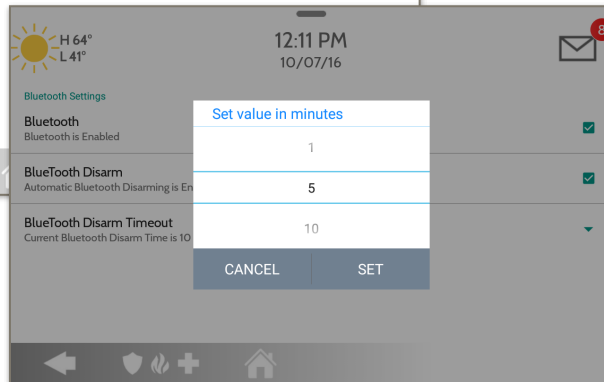 H 64°
L 41°
12:11 PM
10/07/16
8
Bluetooth Settings
Bluetooth
Bluetooth is Enabled
BlueTooth Disarm
Automatic Bluetooth Disarming is En
BlueTooth Disarm Timeout
Current Bluetooth Disarm Time is 10
Set value in minutes
1
5
10
CANCEL SET